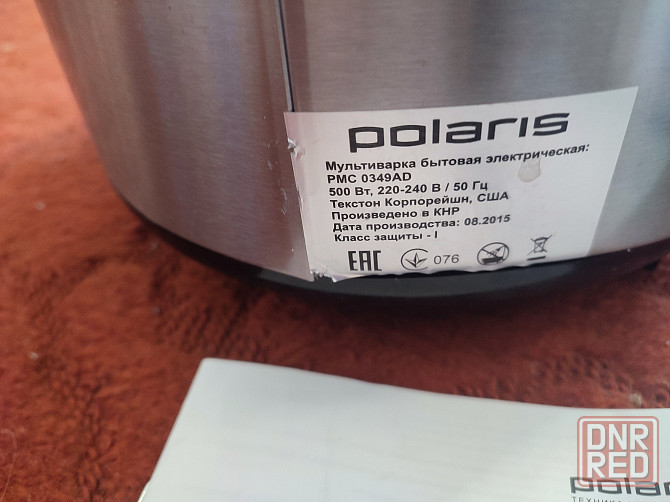 polaris
Мультиварка бытовая электрическая:
PMC 0349AD
500 Вт, 220-240 В / 50 Гц
Текстон Корпорейшн, США
Произведено в КНР
Дата производства: 08.2015
Класс защиты - I
EAC 076
DNR
RED
polaris